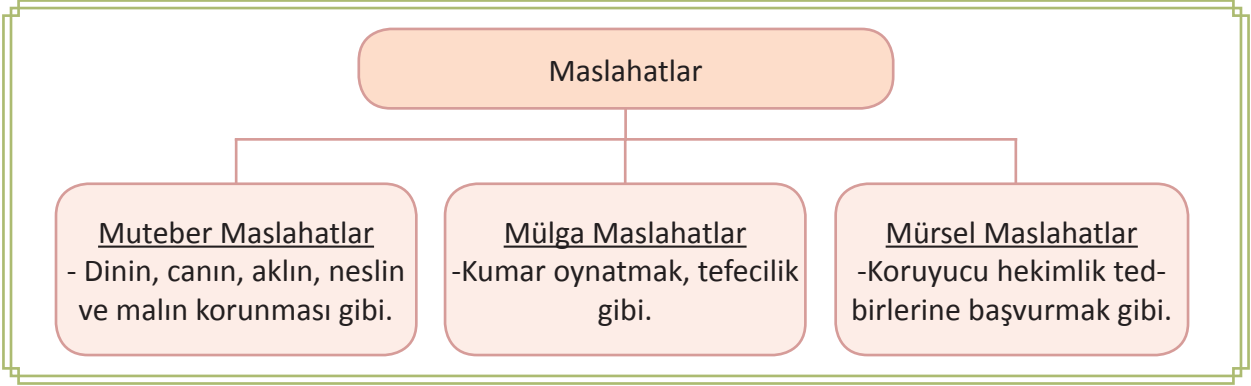 Maslahatlar
Muteber Maslahatlar
- Dinin, canın, aklın, neslin
ve malın korunması gibi.
Mülga Maslahatlar
-Kumar oynatmak, tefecilik
gibi.
Mürsel Maslahatlar
-Koruyucu hekimlik ted-
birlerine başvurmak gibi.